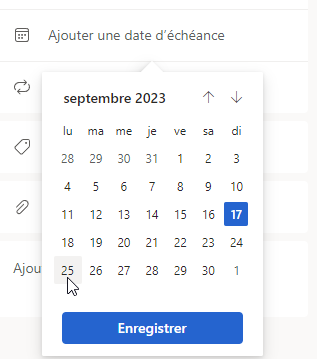 Ajouter une date d’échéance
septembre 2023
lu ma me je ve sa di
28 29 30 31 1 2 3
4 5 6 7 8 9 10
11 12 13 14 15 16 17
18 19 20 21 22 23 24
25 26 27 28 29 30 1
Ajou
Enregistrer